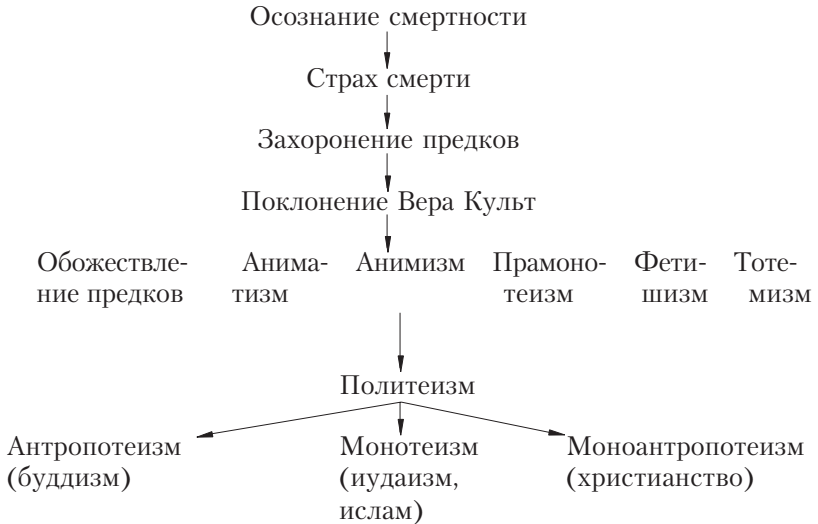 Осознание смертности
Страх смерти
Захоронение предков
Поклонение Вера Культ
Обожествле- Анима- Анимизм Прамоно- Фети- Тоте-
ние предков тизм теизм шизм мизм
Политеизм
Антропотеизм Монотеизм Моноантропотеизм
(буддизм) (иудаизм, (христианство)
ислам)